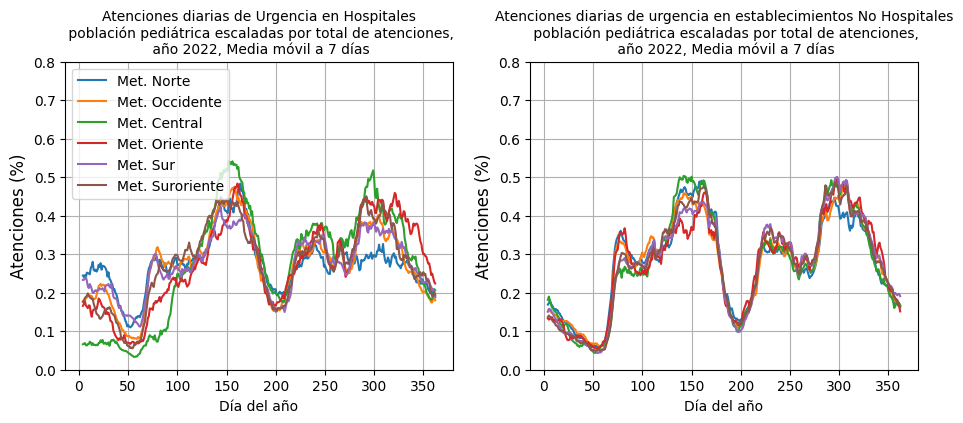 Atenciones diarias de Urgencia en Hospitales
población pediátrica escaladas por total de atenciones,
año 2022, Media móvil a 7 días
Atenciones (%)
0.8
0.7
0.6
0.5
0.4
0.3
0.2
0.1
0.0
Met. Norte
Met. Occidente
Met. Central
Met. Oriente
Met. Sur
Met. Suroriente
0 50 100 150 200 250 300 350
Día del año
Atenciones diarias de urgencia en establecimientos No Hospitales
población pediátrica escaladas por total de atenciones,
año 2022, Media móvil a 7 días
Atenciones (%)
0.8
0.7
0.6
0.5
0.4
0.3
0.2
0.1
0.0
0 50 100 150 200 250 300 350
Día del año